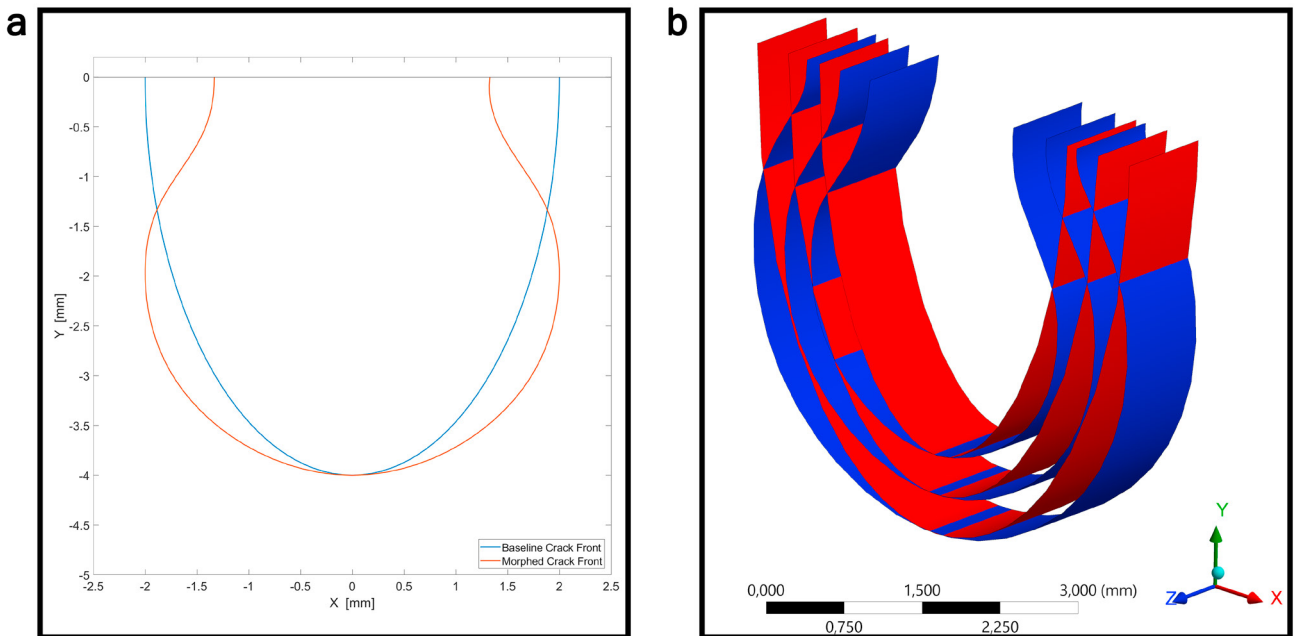 a
0
-0.5
-1
-1.5
-2
-2.5
-3
-3.5
-4
-4.5
-5
Y [mm]
-2.5 -2 -1.5 -1 -0.5 0 0.5 1 1.5 2 2.5
X [mm]
Baseline Crack Front
Morphed Crack Front
b
0,000 1,500 3,000 (mm)
0,750 2,250
Y
Z
X